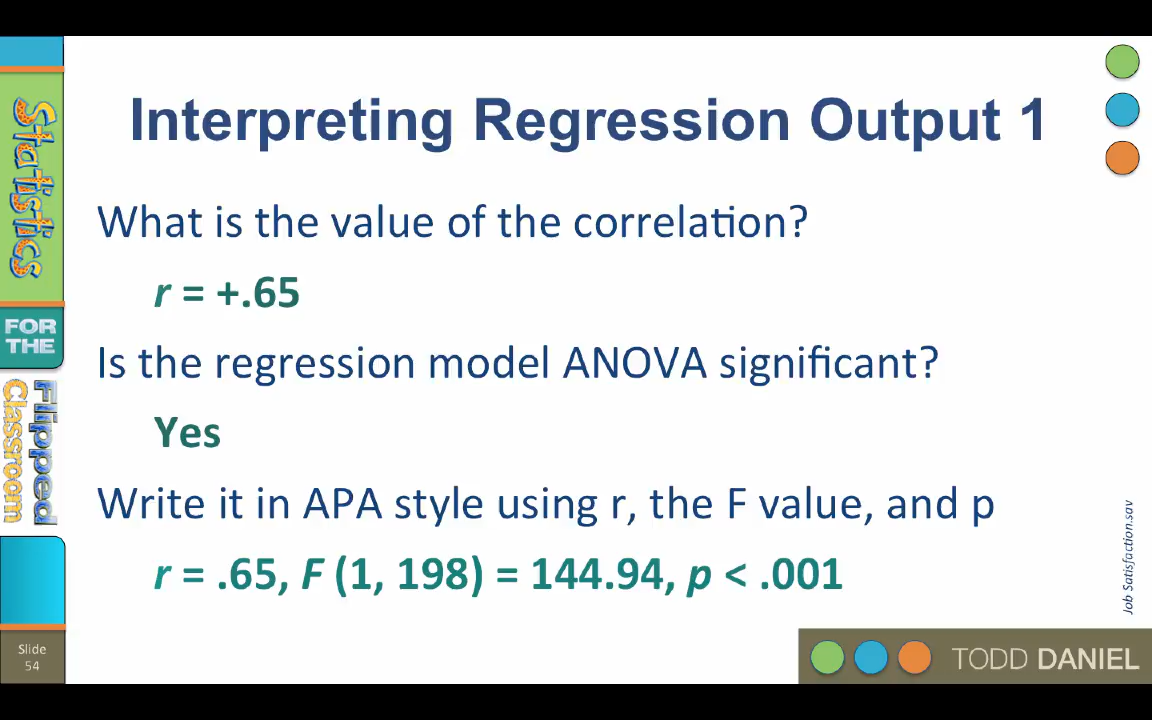 Statistics
FOR THE
Flipped
Classroom
Slide
54
Interpreting Regression Output 1
What is the value of the correlation?
r = +.65
Is the regression model ANOVA significant?
Yes
Write it in APA style using r, the F value, and p
r = .65, F (1, 198) = 144.94, p < .001
Job Satisfaction.sav
TODD DANIEL